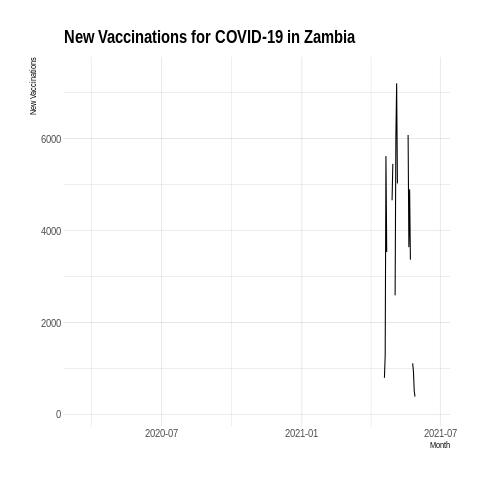 New Vaccinations for COVID-19 in Zambia
New Vaccinations
6000
4000
2000
0
2020-07
2021-01
2021-07
Month